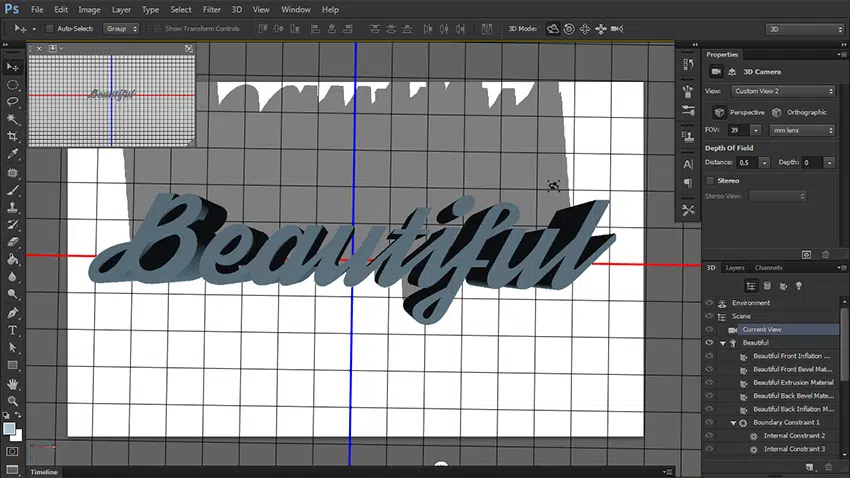 Ps File Edit Image Layer Type Select Filter 3D View Window Help
Auto-Select: Group Show Transform Controls 3D Mode: 3D
Beautiful
Properties
3D Camera
View: Custom View 2
Perspective Orthographic
FOV: 39 mm lens
Depth Of Field
Distance: 0.5 Depth: 0
Stereo
Stereo View:
Beautiful
3D Layers Channels
Environment
Scene
Current View
Beautiful
Beautiful Front Inflation ...
Beautiful Front Bevel Mat...
Beautiful Extrusion Material
Beautiful Back Bevel Mate...
Beautiful Back Inflation M...
Boundary Constraint 1
Internal Constraint 2
Internal Constraint 3
Timeline